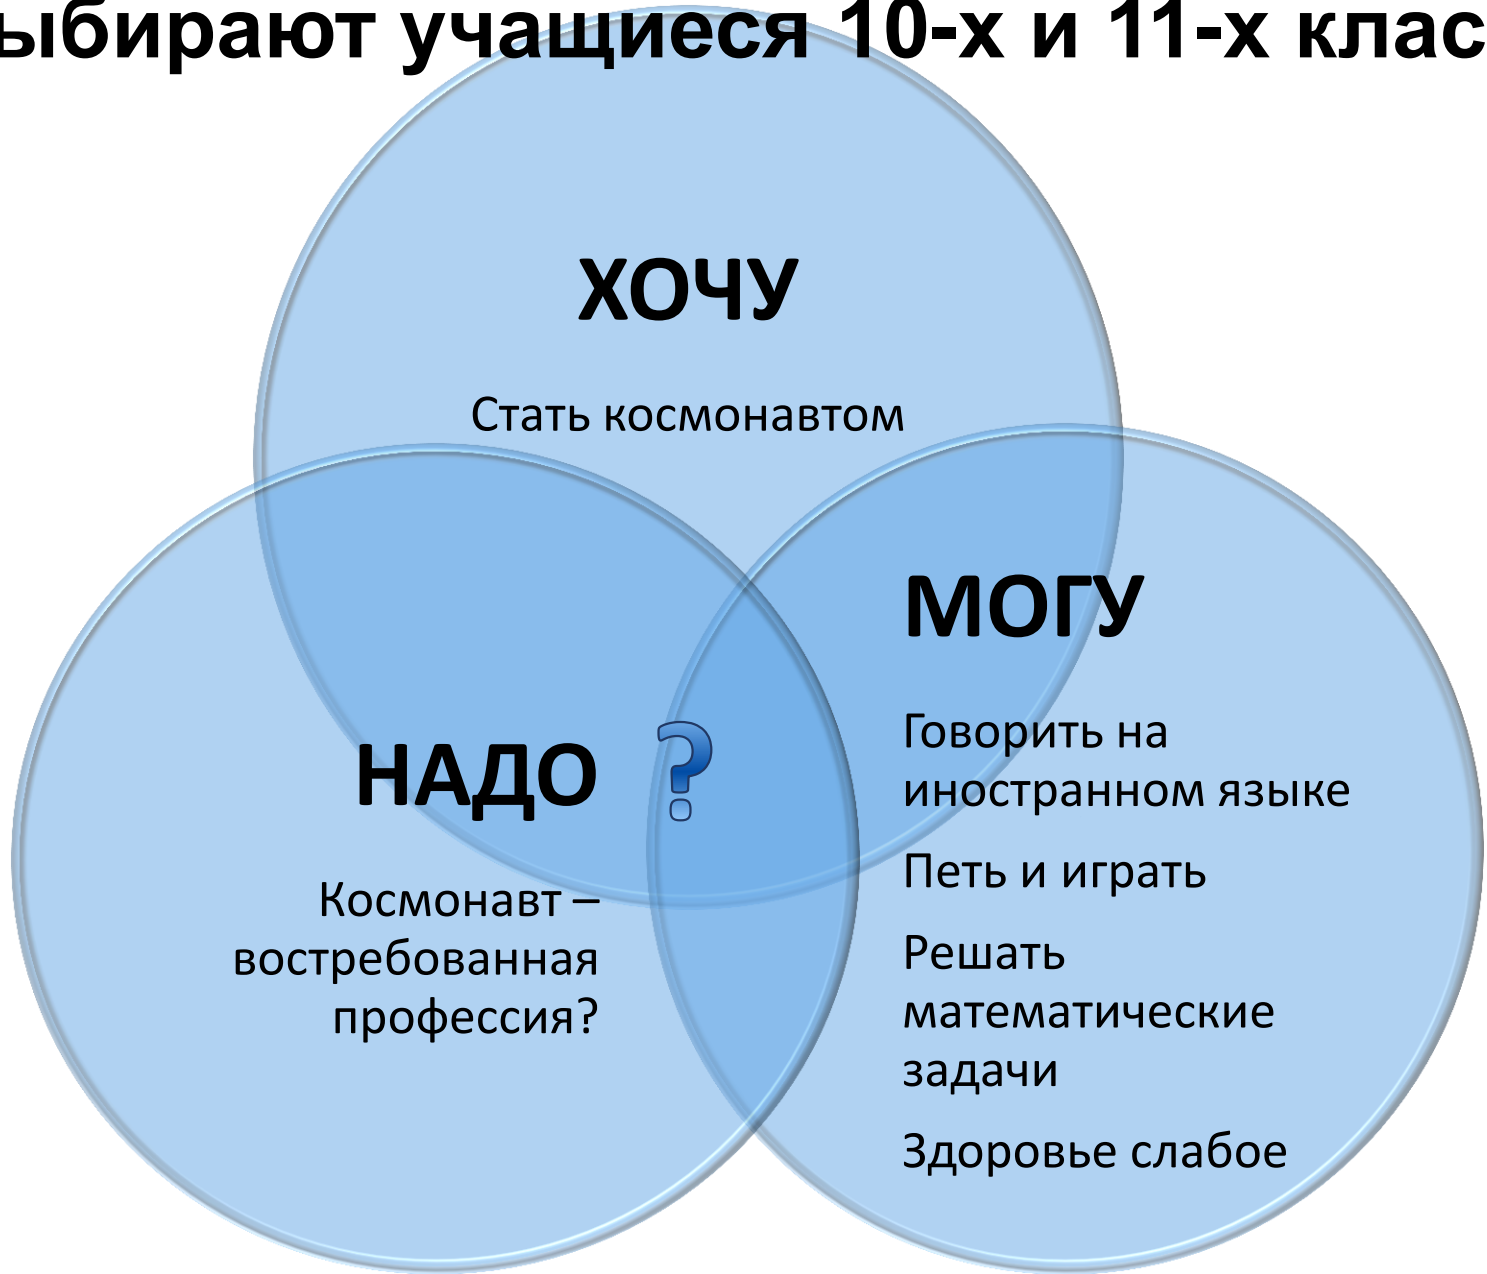 ыбирают учащиеся 10-х и 11-х клас
ХОЧУ
Стать космонавтом
МОГУ
Говорить на
иностранном языке
Петь и играть
Решать
математические
задачи
Здоровье слабое
НАДО
?
Космонавт –
востребованная
профессия?